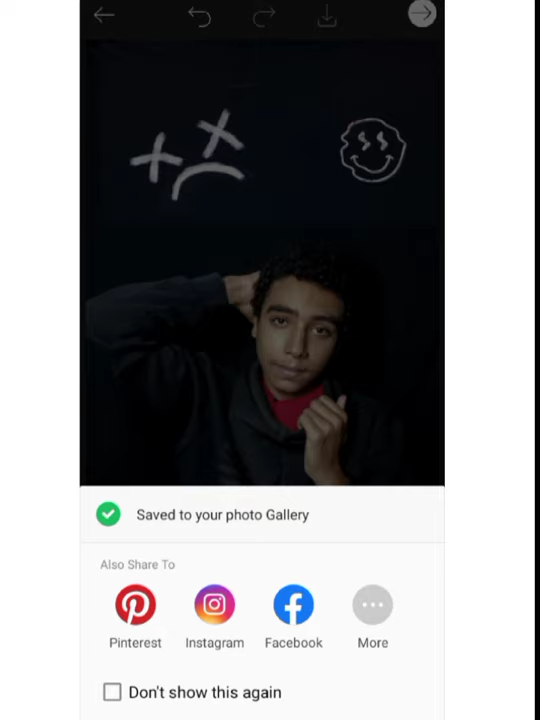 Saved to your photo Gallery
Also Share To
Pinterest Instagram Facebook More
Don't show this again